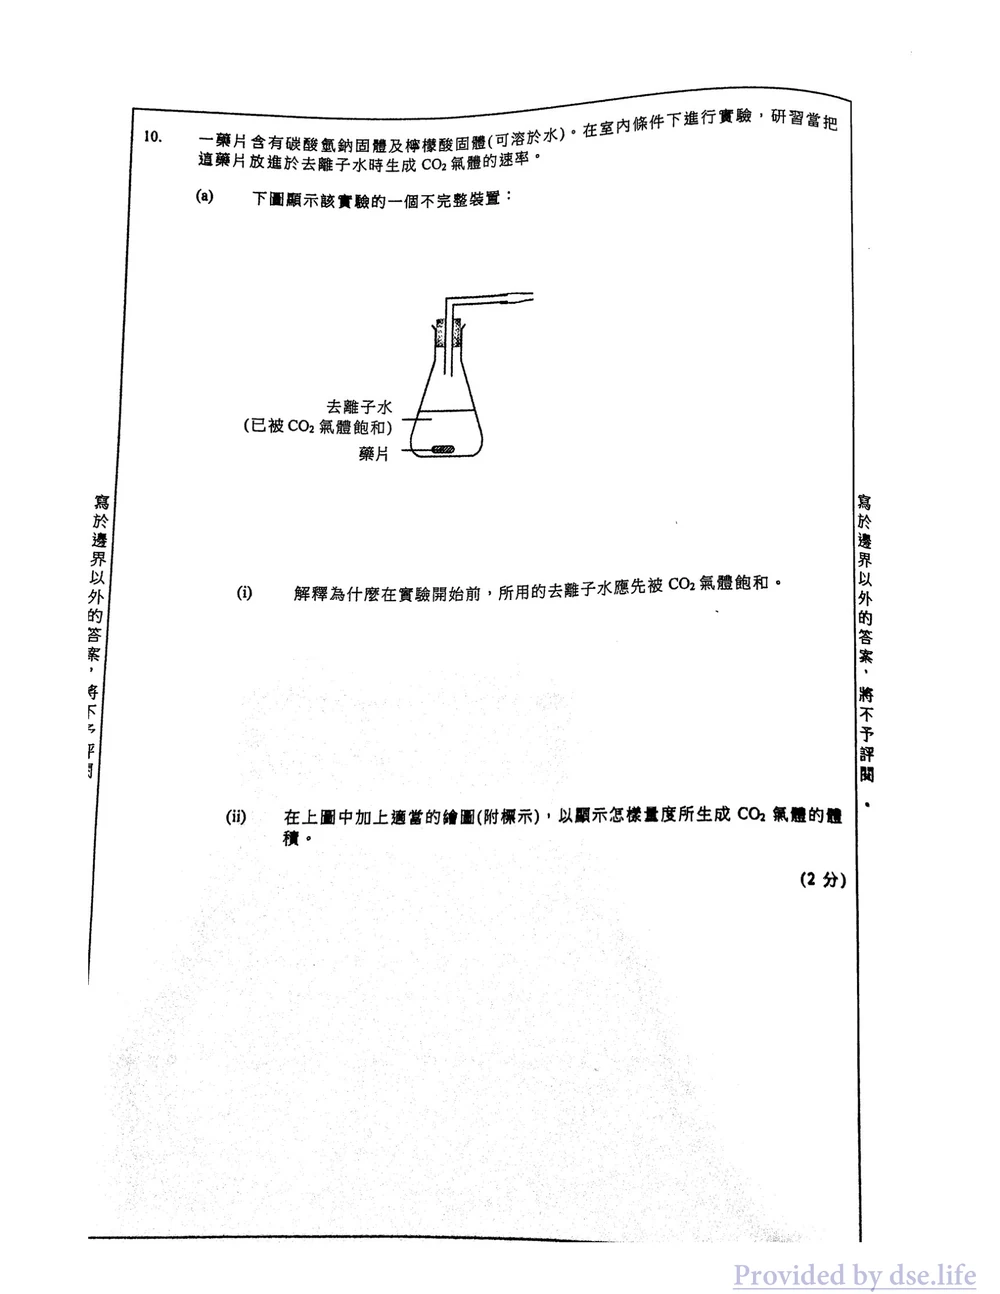 10. 一藥片含有碳酸氫鈉固體及檸檬酸固體(可溶於水)。在室內條件下進行實驗，研習當把
這藥片放進於去離子水時生成 CO₂ 氣體的速率。
(a) 下圖顯示該實驗的一個不完整裝置：
去離子水
(已被 CO₂ 氣體飽和)
藥片
(i) 解釋為什麼在實驗開始前，所用的去離子水應先被 CO₂ 氣體飽和。
(ii) 在上圖中加上適當的繪圖(附標示)，以顯示怎樣量度所生成 CO₂ 氣體的體
積。
(2 分)
寫於邊界以外的答案，將不予評閱
寫於邊界以外的答案，將不予評閱。
Provided by dse.life